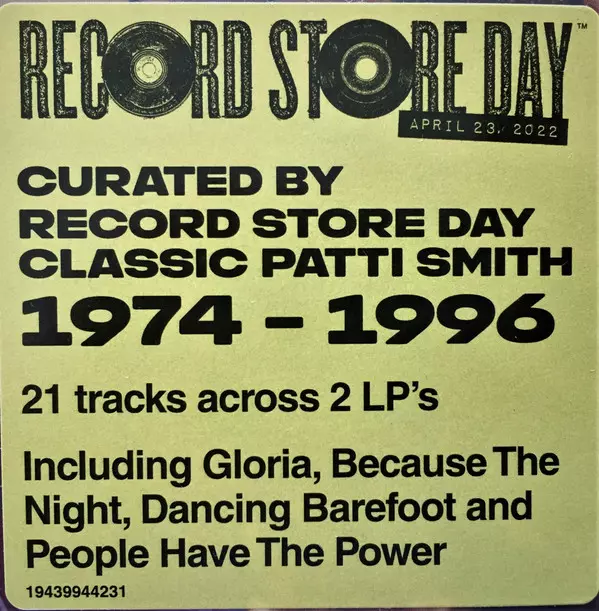 RECORD STORE DAY™
APRIL 23, 2022
CURATED BY
RECORD STORE DAY
CLASSIC PATTI SMITH
1974 – 1996
21 tracks across 2 LP's
Including Gloria, Because The
Night, Dancing Barefoot and
People Have The Power
19439944231